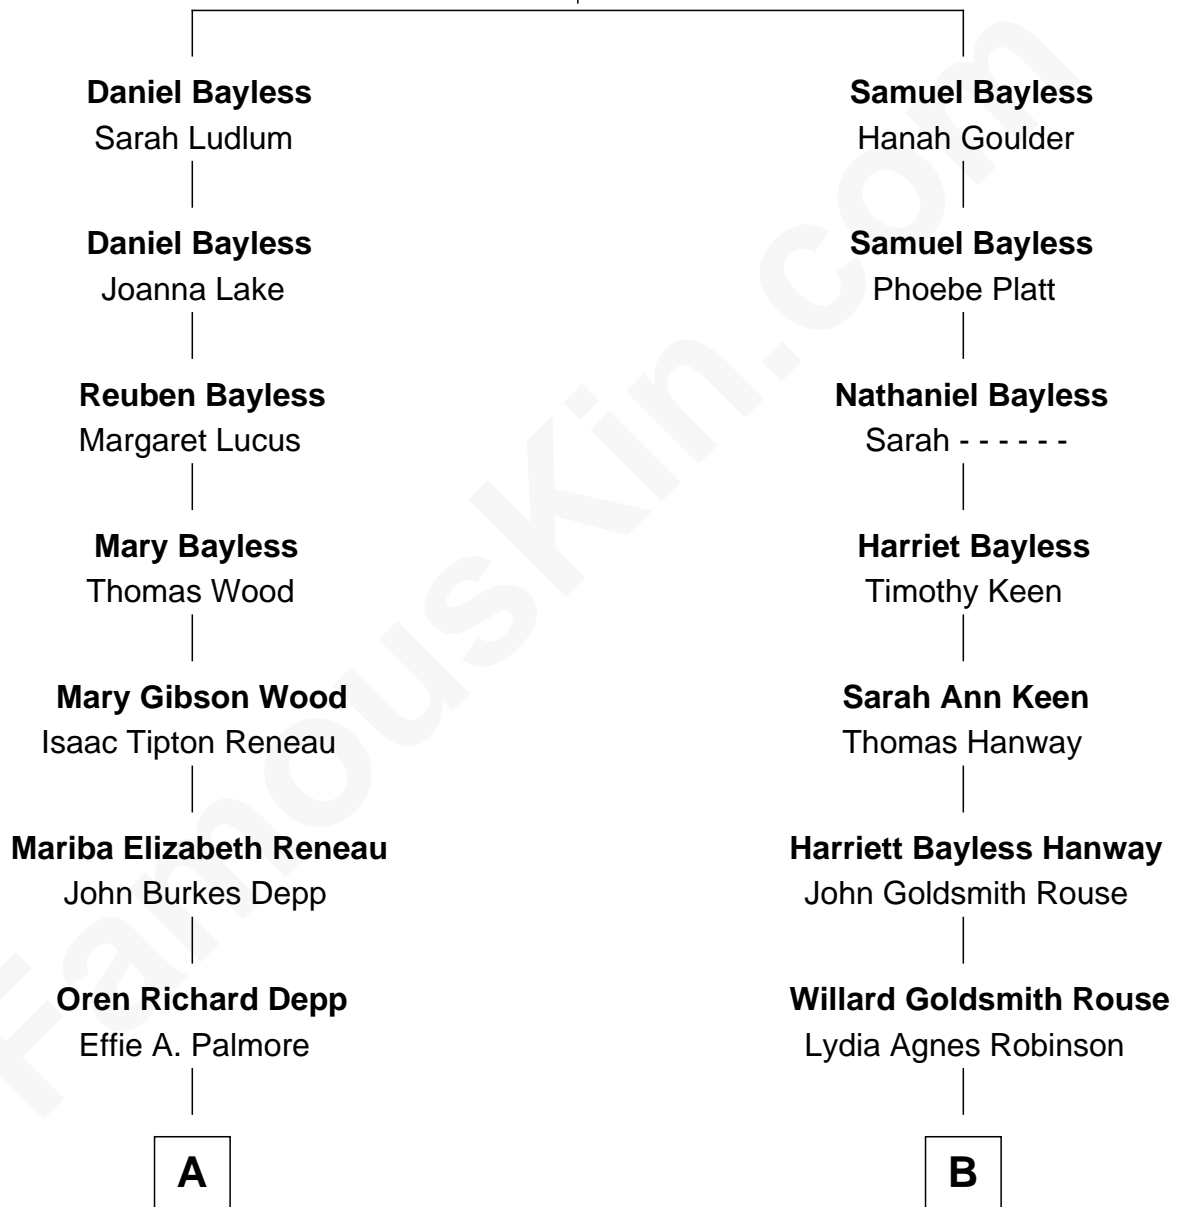 Daniel Bayless
Sarah Ludlum
Daniel Bayless
Joanna Lake
Reuben Bayless
Margaret Lucus
Mary Bayless
Thomas Wood
Mary Gibson Wood
Isaac Tipton Reneau
Mariba Elizabeth Reneau
John Burkes Depp
Oren Richard Depp
Effie A. Palmore
A
Samuel Bayless
Hanah Goulder
Samuel Bayless
Phoebe Platt
Nathaniel Bayless
Sarah - - - - - -
Harriet Bayless
Timothy Keen
Sarah Ann Keen
Thomas Hanway
Harriett Bayless Hanway
John Goldsmith Rouse
Willard Goldsmith Rouse
Lydia Agnes Robinson
B
FamousKin.com